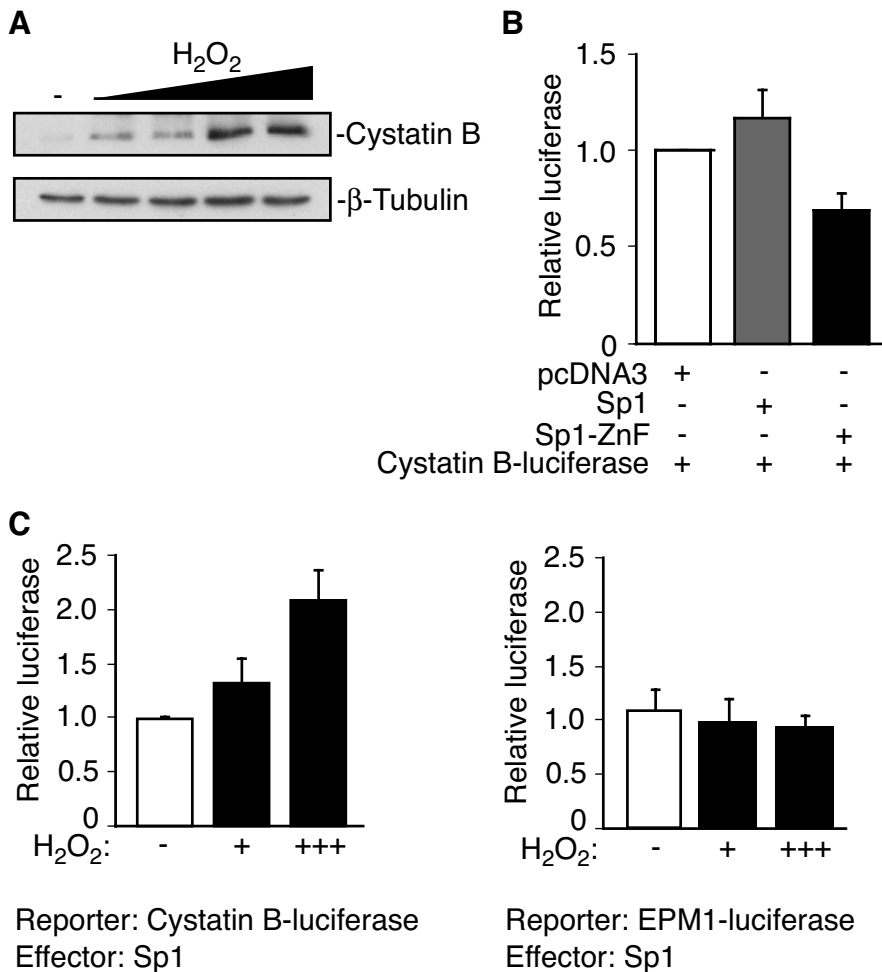 A
H₂O₂
-
-Cystatin B
-β-Tubulin
B
Relative luciferase
1.5
1.0
0.5
0
pcDNA3 + - -
Sp1 - + -
Sp1-ZnF - - +
Cystatin B-luciferase + + +
C
Relative luciferase
2.5
2.0
1.5
1.0
0.5
0
H₂O₂: - + +++
Reporter: Cystatin B-luciferase
Effector: Sp1
Relative luciferase
2.5
2.0
1.5
1.0
0.5
0
H₂O₂: - + +++
Reporter: EPM1-luciferase
Effector: Sp1